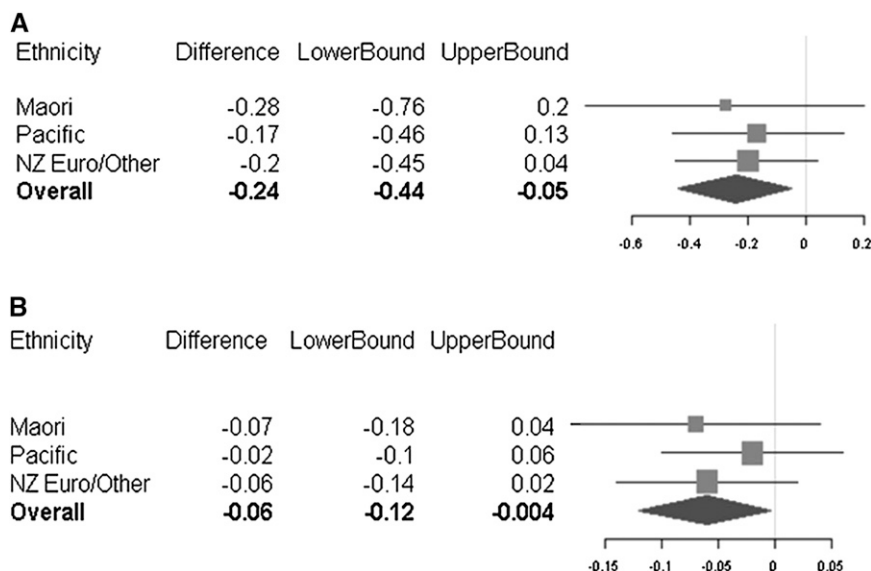 A
Ethnicity Difference LowerBound UpperBound
Maori -0.28 -0.76 0.2
Pacific -0.17 -0.46 0.13
NZ Euro/Other -0.2 -0.45 0.04
Overall -0.24 -0.44 -0.05
-0.6 -0.4 -0.2 0 0.2
B
Ethnicity Difference LowerBound UpperBound
Maori -0.07 -0.18 0.04
Pacific -0.02 -0.1 0.06
NZ Euro/Other -0.06 -0.14 0.02
Overall -0.06 -0.12 -0.004
-0.15 -0.1 -0.05 0 0.05